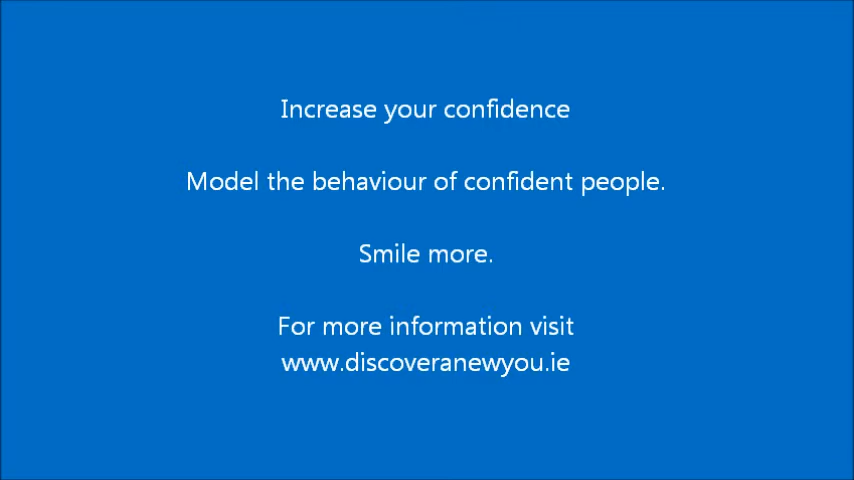 Increase your confidence
Model the behaviour of confident people.
Smile more.
For more information visit
www.discoveranewyou.ie